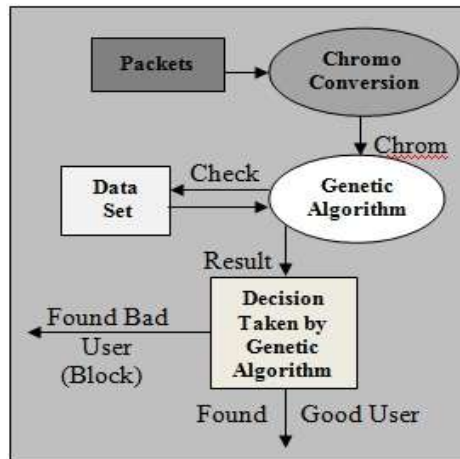 Packets
Chromo
Conversion
Chrom
Check
Data
Set
Genetic
Algorithm
Result
Decision
Taken by
Genetic
Algorithm
Found Bad
User
(Block)
Found Good User